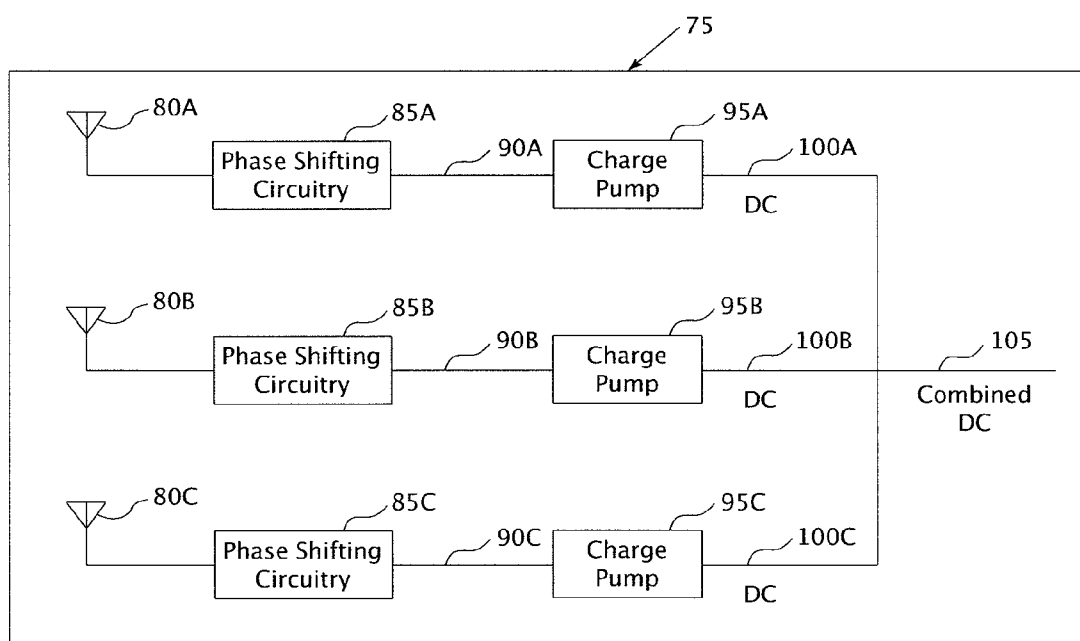 75
80A
85A
95A
90A
100A
Phase Shifting
Circuitry
Charge
Pump
DC
80B
85B
95B
90B
100B
105
Phase Shifting
Circuitry
Charge
Pump
DC
Combined
DC
80C
85C
95C
90C
100C
Phase Shifting
Circuitry
Charge
Pump
DC